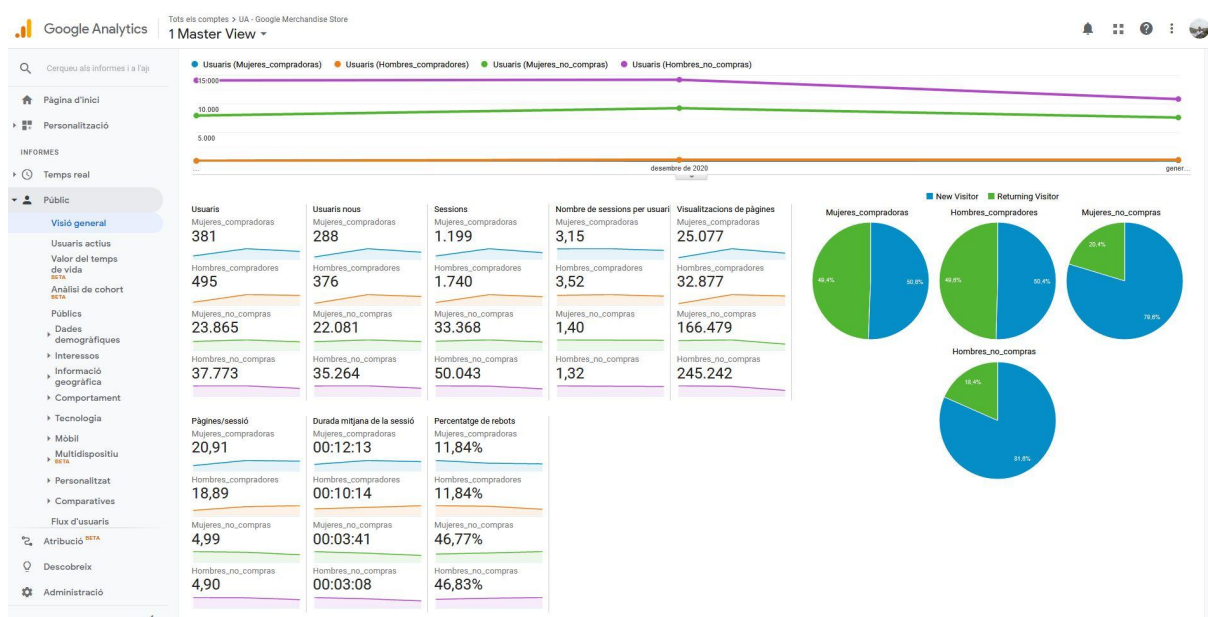 Google Analytics
Tots els comptes > UA - Google Merchandise Store
1 Master View
Cerqueu als informes i a l'aju
Pàgina d'inici
Personalització
INFORMES
Temps real
Públic
Visió general
Usuaris actius
Valor del temps
de vida
BETA
Anàlisi de cohort
BETA
Públics
Dades
demogràfiques
Interessos
Informació
geogràfica
Comportament
Tecnologia
Mòbil
Multidispositiu
BETA
Personalitzat
Comparatives
Flux d'usuaris
Atribució BETA
Descobreix
Administració
Usuaris (Mujeres_compradoras) Usuaris (Hombres_compradores) Usuaris (Mujeres_no_compras) Usuaris (Hombres_no_compras)
15.000
10.000
5.000
... desembre de 2020 gener...
Usuaris
Mujeres_compradoras
381
Hombres_compradores
495
Mujeres_no_compras
23.865
Hombres_no_compras
37.773
Usuaris nous
Mujeres_compradoras
288
Hombres_compradores
376
Mujeres_no_compras
22.081
Hombres_no_compras
35.264
Sessions
Mujeres_compradoras
1.199
Hombres_compradores
1.740
Mujeres_no_compras
33.368
Hombres_no_compras
50.043
Nombre de sessions per usuari
Mujeres_compradoras
3,15
Hombres_compradores
3,52
Mujeres_no_compras
1,40
Hombres_no_compras
1,32
Visualitzacions de pàgines
Mujeres_compradoras
25.077
Hombres_compradores
32.877
Mujeres_no_compras
166.479
Hombres_no_compras
245.242
Pàgines/sessió
Mujeres_compradoras
20,91
Hombres_compradores
18,89
Mujeres_no_compras
4,99
Hombres_no_compras
4,90
Durada mitjana de la sessió
Mujeres_compradoras
00:12:13
Hombres_compradores
00:10:14
Mujeres_no_compras
00:03:41
Hombres_no_compras
00:03:08
Percentatge de rebots
Mujeres_compradoras
11,84%
Hombres_compradores
11,84%
Mujeres_no_compras
46,77%
Hombres_no_compras
46,83%
New Visitor Returning Visitor
Mujeres_compradoras
49,4% 50,6%
Hombres_compradores
49,6% 50,4%
Mujeres_no_compras
20,4%
79,6%
Hombres_no_compras
18,4%
81,6%